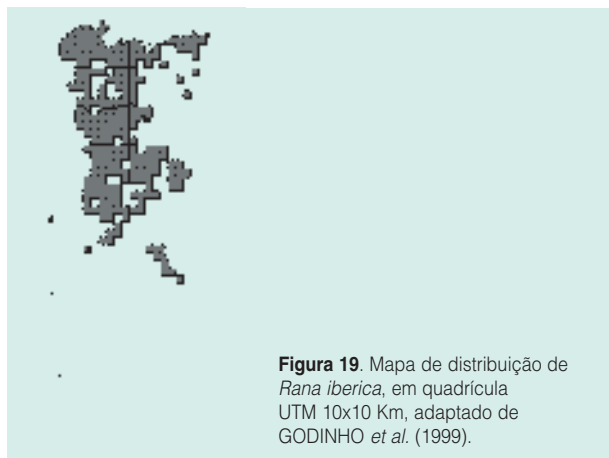 Figura 19. Mapa de distribuição de
Rana iberica, em quadrícula
UTM 10x10 Km, adaptado de
GODINHO et al. (1999).